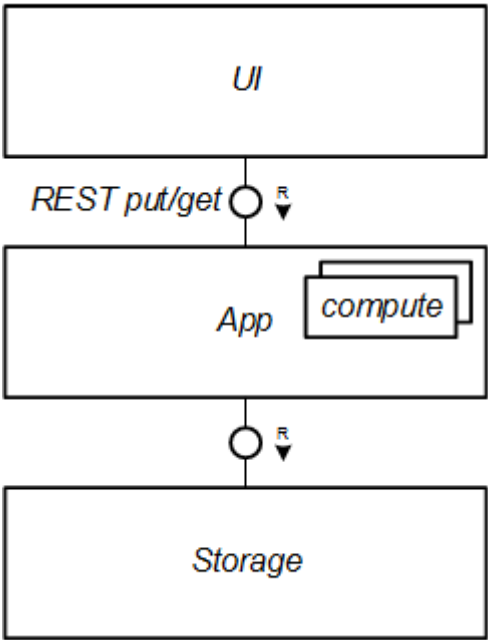 UI
REST put/get
R
App
compute
R
Storage